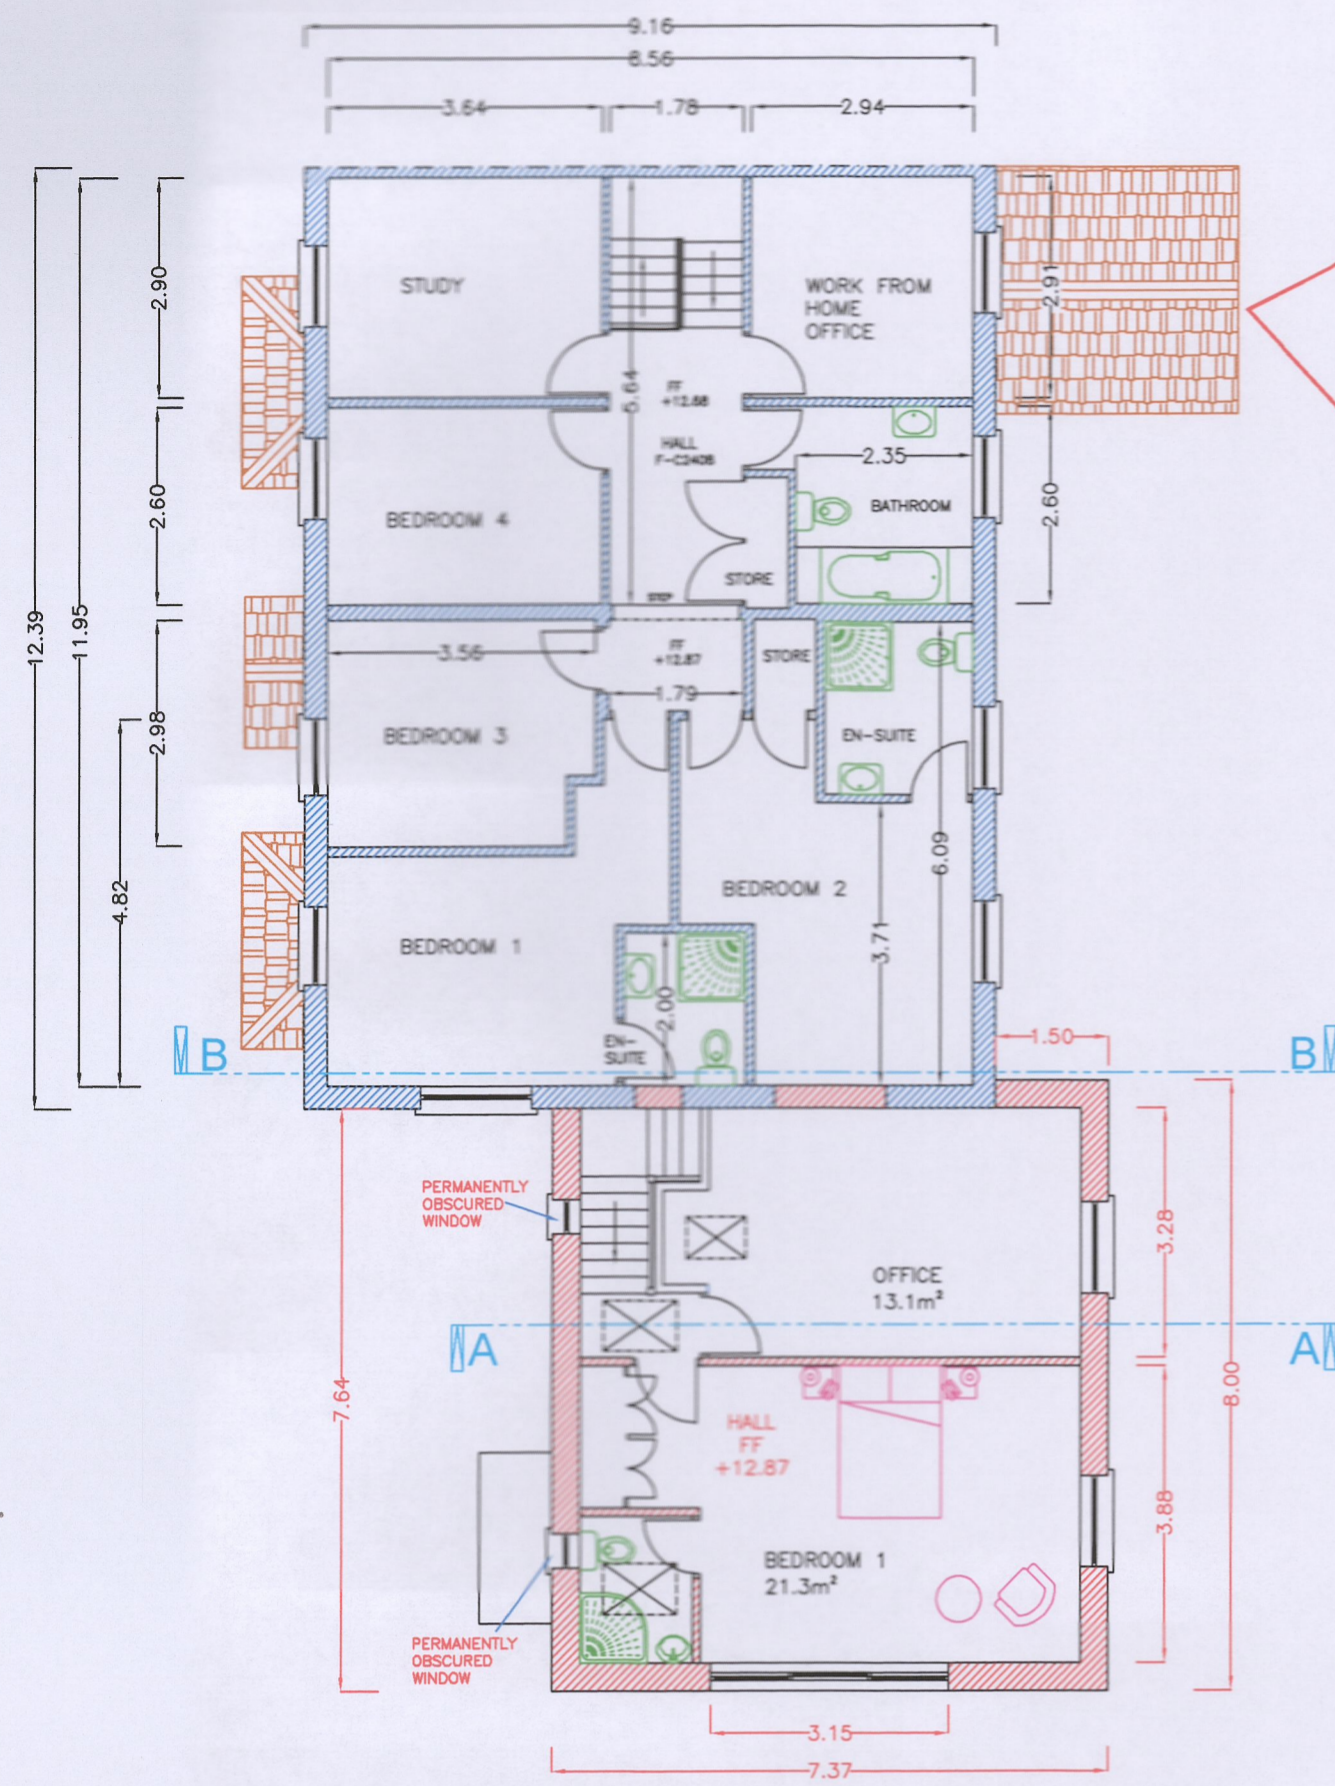 9.16
8.56
3.64
1.78
2.94
2.90
2.91
STUDY
WORK FROM
HOME
OFFICE
5.64
FF
+12.68
HALL
F-C240B
2.35
2.60
2.60
BEDROOM 4
BATHROOM
STORE
STEP
12.39
11.95
3.56
FF
+12.87
STORE
1.79
2.98
BEDROOM 3
EN-SUITE
4.82
6.09
BEDROOM 2
BEDROOM 1
3.71
2.00
EN-
SUITE
B
B
1.50
PERMANENTLY
OBSCURED
WINDOW
3.28
OFFICE
13.1m²
A
A
7.64
8.00
HALL
FF
+12.87
3.88
BEDROOM 1
21.3m²
PERMANENTLY
OBSCURED
WINDOW
3.15
7.37